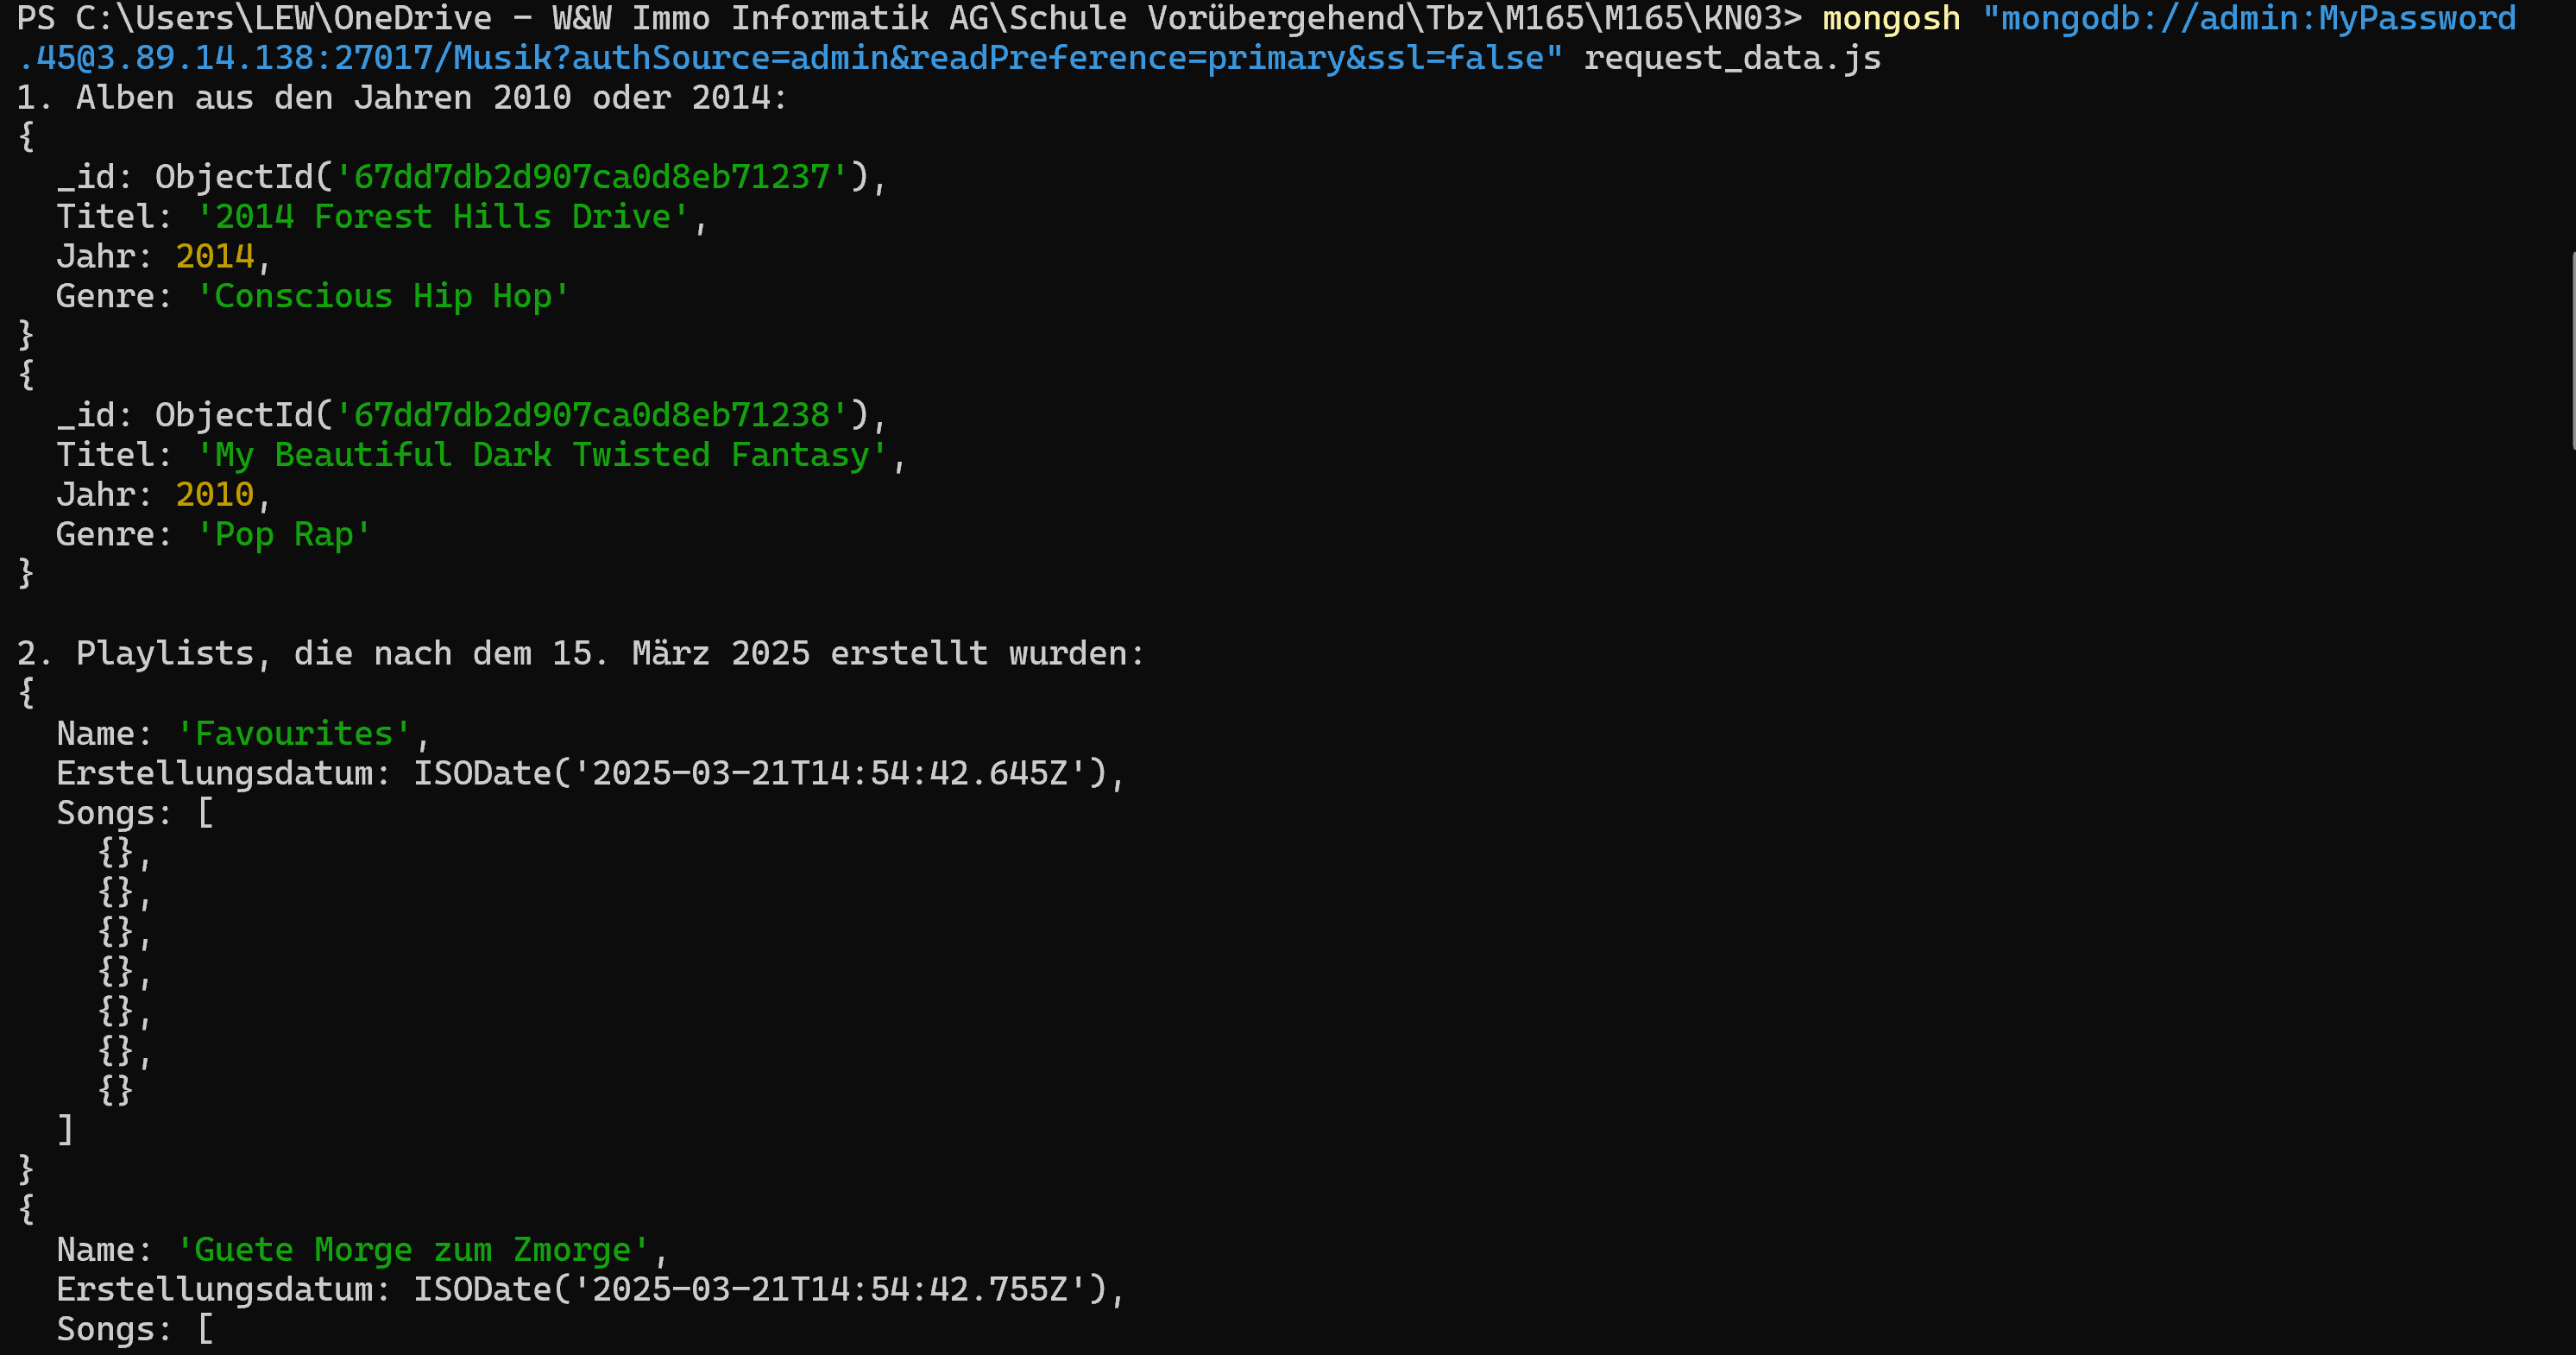 PS C:\Users\LEW\OneDrive - W&W Immo Informatik AG\Schule Vorübergehend\Tbz\M165\M165\KN03> mongosh "mongodb://admin:MyPassword
.45@3.89.14.138:27017/Musik?authSource=admin&readPreference=primary&ssl=false" request_data.js
1. Alben aus den Jahren 2010 oder 2014:
{
  _id: ObjectId('67dd7db2d907ca0d8eb71237'),
  Titel: '2014 Forest Hills Drive',
  Jahr: 2014,
  Genre: 'Conscious Hip Hop'
}
{
  _id: ObjectId('67dd7db2d907ca0d8eb71238'),
  Titel: 'My Beautiful Dark Twisted Fantasy',
  Jahr: 2010,
  Genre: 'Pop Rap'
}

2. Playlists, die nach dem 15. März 2025 erstellt wurden:
{
  Name: 'Favourites',
  Erstellungsdatum: ISODate('2025-03-21T14:54:42.645Z'),
  Songs: [
    {},
    {},
    {},
    {},
    {},
    {},
    {}
  ]
}
{
  Name: 'Guete Morge zum Zmorge',
  Erstellungsdatum: ISODate('2025-03-21T14:54:42.755Z'),
  Songs: [